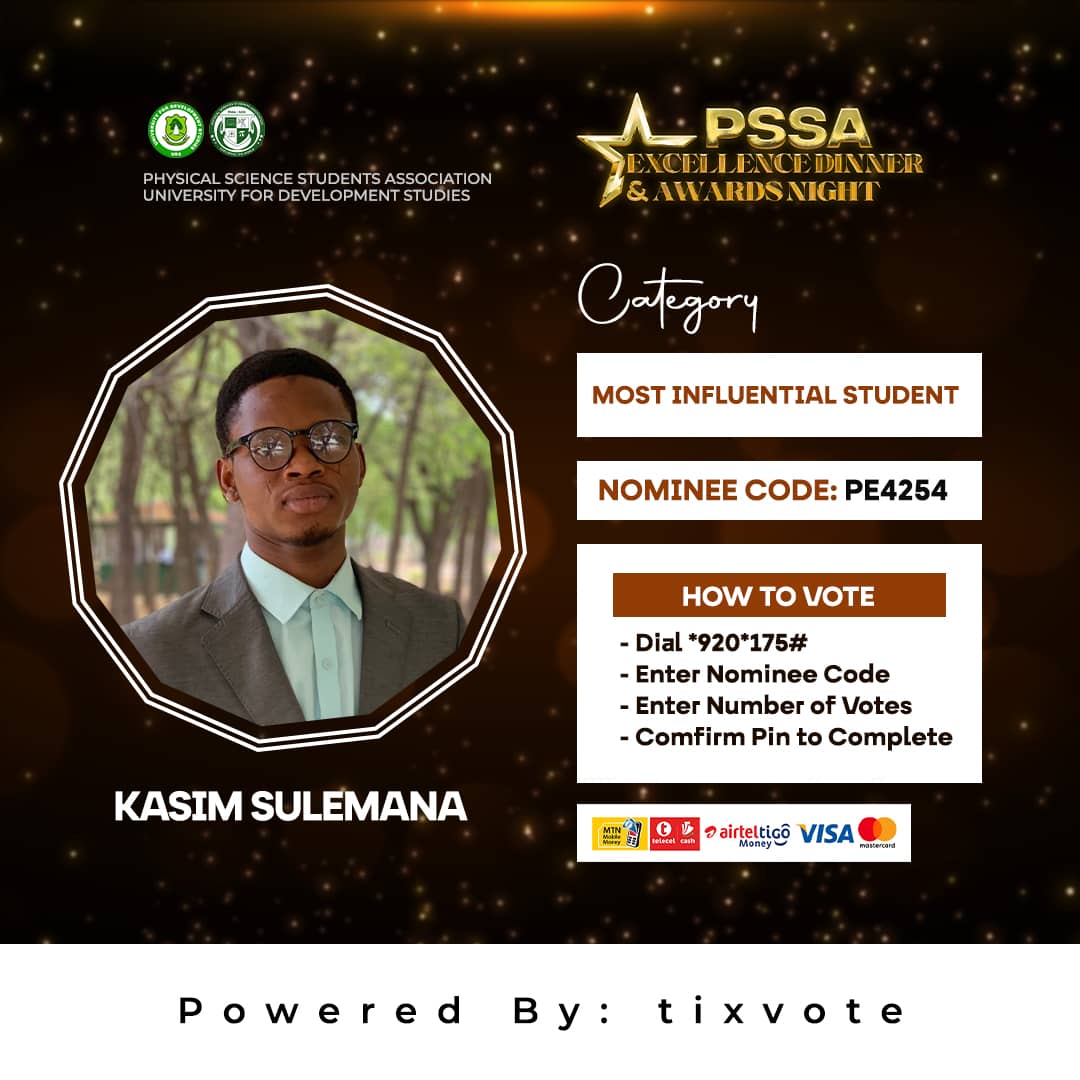 PHYSICAL SCIENCE STUDENTS ASSOCIATION
UNIVERSITY FOR DEVELOPMENT STUDIES
PSSA
EXCELLENCE DINNER
& AWARDS NIGHT
Category
MOST INFLUENTIAL STUDENT
NOMINEE CODE: PE4254
HOW TO VOTE
- Dial *920*175#
- Enter Nominee Code
- Enter Number of Votes
- Comfirm Pin to Complete
KASIM SULEMANA
MTN
Mobile
Money
telecel cash
airteltigo
Money
VISA
mastercard
Powered By: tixvote